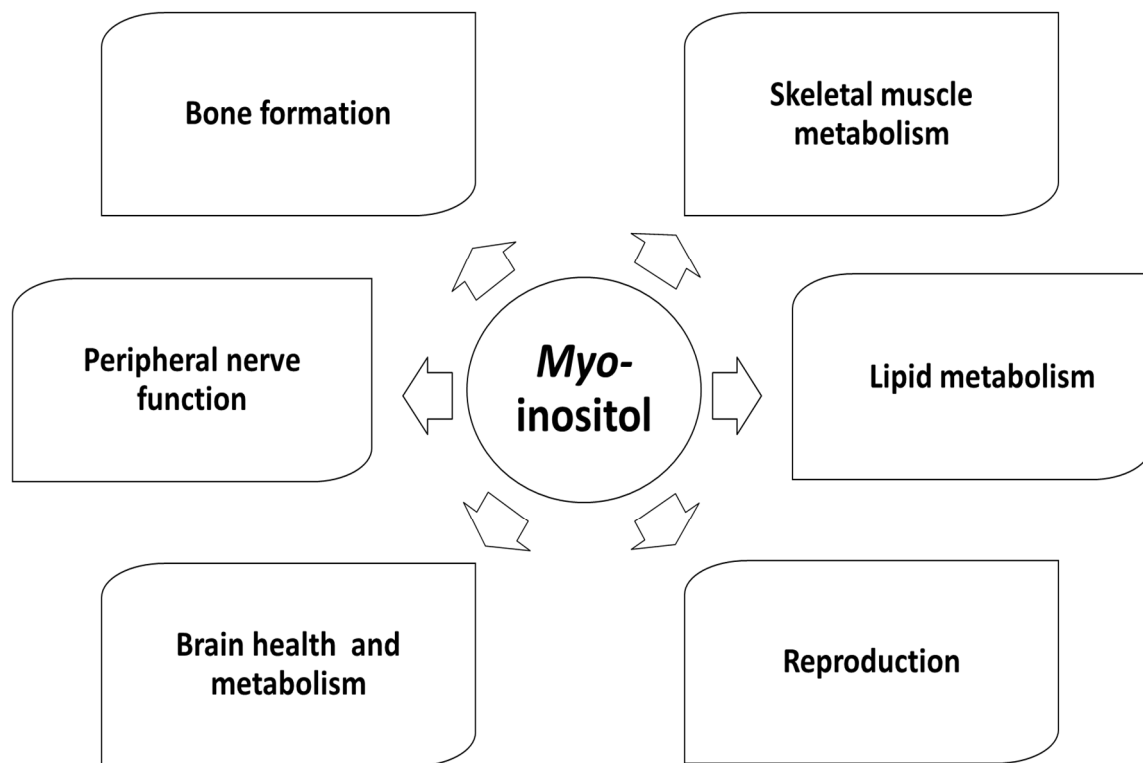 Bone formation
Skeletal muscle
metabolism
Peripheral nerve
function
Myo-
inositol
Lipid metabolism
Brain health and
metabolism
Reproduction